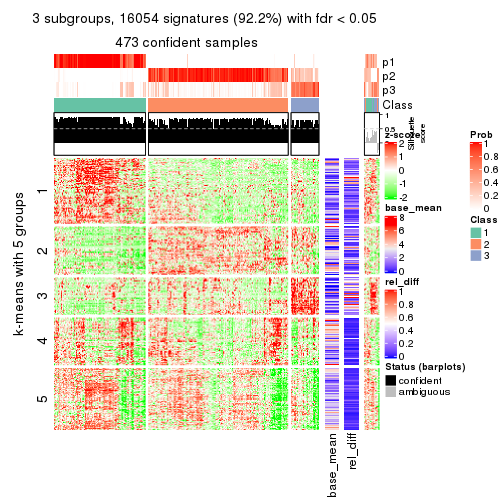 3 subgroups, 16054 signatures (92.2%) with fdr < 0.05
473 confident samples
p1
p2
p3
Class
1
0.5
0
Silhouette
score
k-means with 5 groups
1
2
3
4
5
base_mean
rel_diff
z-score
2
1
0
-1
-2
base_mean
8
6
4
2
0
rel_diff
1
0.8
0.6
0.4
0.2
0
Status (barplots)
confident
ambiguous
Prob
1
0.8
0.6
0.4
0.2
0
Class
1
2
3